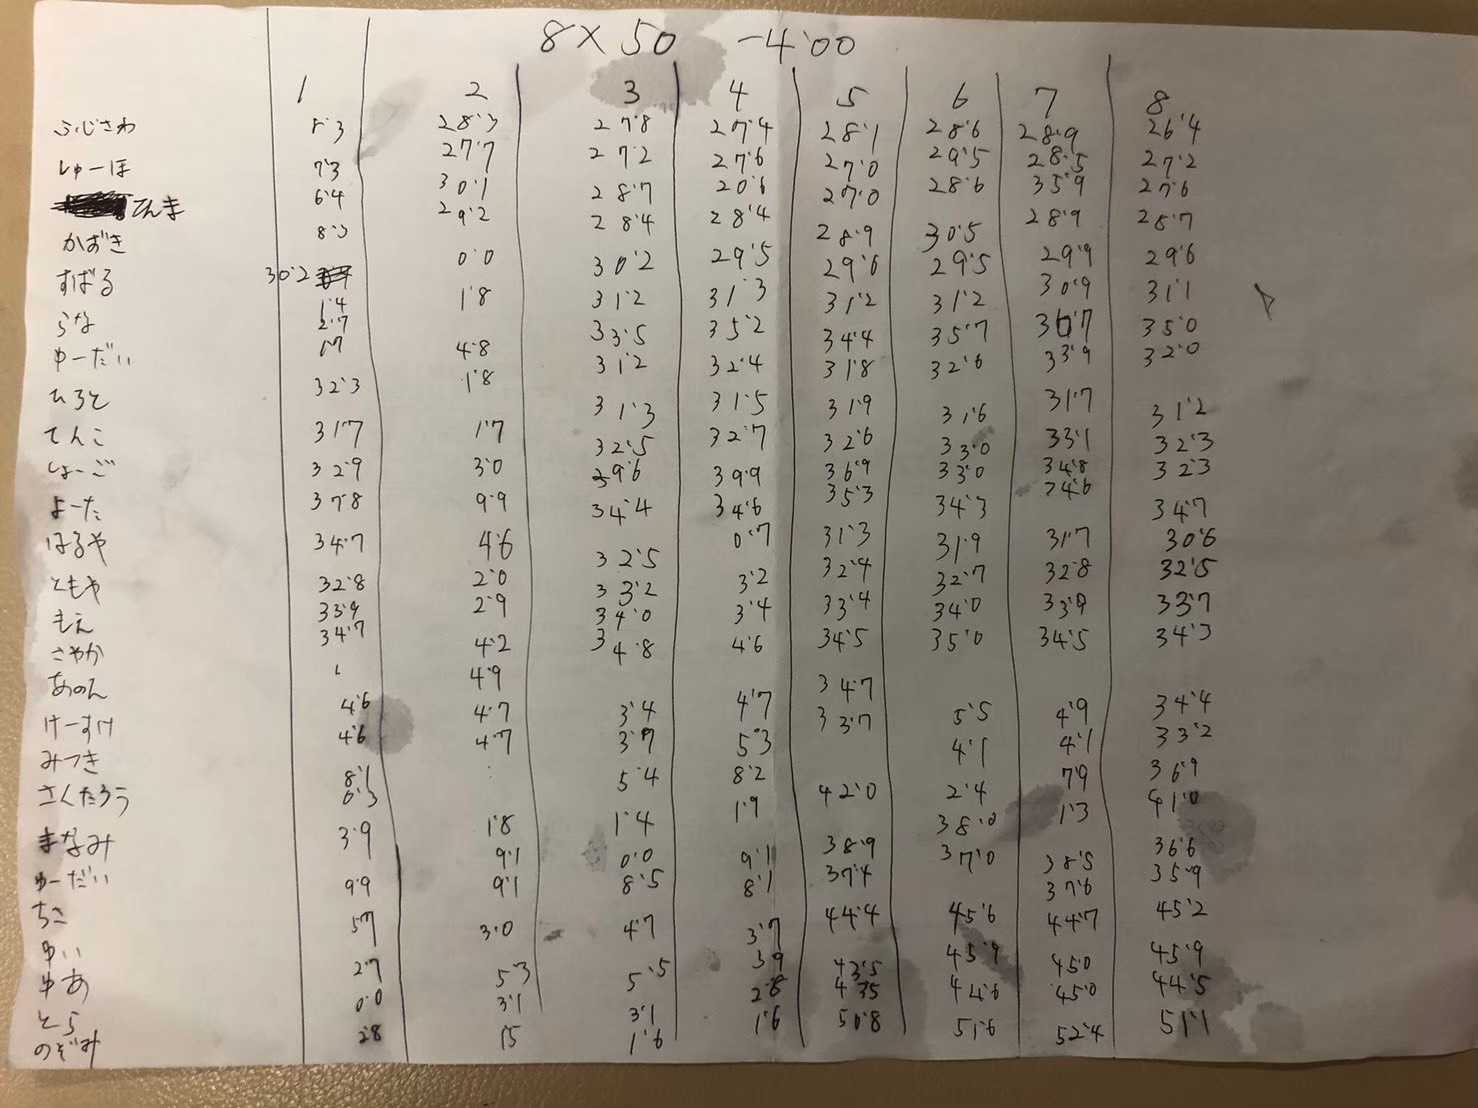 8×50 -4'00
1 2 3 4 5 6 7 8
ふじさわ 8'3 28'3 27'8 27'4 28'1 28'6 28'9 26'4
しゅーほ 7'3 27'7 27'2 27'6 27'0 29'5 28'5 27'2
てんま 6'4 30'1 28'7 20'6 27'0 28'6 35'9 27'6
かずき 8'3 29'2 28'4 28'4 28'9 30'5 28'9 28'7
すばる 30'2 0'0 30'2 29'5 29'6 29'5 29'9 29'6
らな 1'4 1'8 31'2 31'3 31'2 31'2 30'9 31'1
ゆーだい 2'7 4'8 33'5 35'2 34'4 35'7 36'7 35'0
ひろと 32'3 1'8 31'2 32'4 31'8 32'6 33'9 32'0
てんこ 31'7 1'7 31'3 31'5 31'9 31'6 31'7 31'2
しょーご 32'9 3'0 32'5 32'7 32'6 33'0 33'1 32'3
よーた 37'8 9'9 39'6 39'9 36'9 33'0 34'8 32'3
はるや 34'7 4'6 34'4 34'6 35'3 34'3 34'6 34'7
ともや 32'8 2'0 32'5 0'7 31'3 31'9 31'7 30'6
もえ 33'9 2'9 33'2 3'2 32'4 32'7 32'8 32'5
さやか 34'7 4'2 34'0 3'4 33'4 34'0 33'9 33'7
あのん 4'9 34'8 4'6 34'5 35'0 34'5 34'3
けーすけ 4'6 4'7 3'4 4'7 34'7 5'5 4'9 34'4
みつき 4'6 4'7 3'7 5'3 33'7 4'1 4'1 33'2
さくたろう 8'1 5'4 8'2 42'0 2'4 7'9 36'9
まなみ 3'9 1'8 1'4 1'9 38'9 38'0 1'3 41'0
ゆーだい 9'9 9'1 0'0 9'1 37'4 37'0 38'5 36'6
ちこ 5'7 9'1 8'5 8'1 44'4 45'6 37'6 35'9
ゆい 3'0 4'7 3'7 44'7 45'2
ゆあ 2'7 5'3 5'5 3'9 43'5 45'9 45'0 45'9
とら 0'0 3'1 3'1 2'8 43'5 44'6 45'0 44'5
のぞみ 2'8 1'5 1'6 1'6 50'8 51'6 52'4 51'1